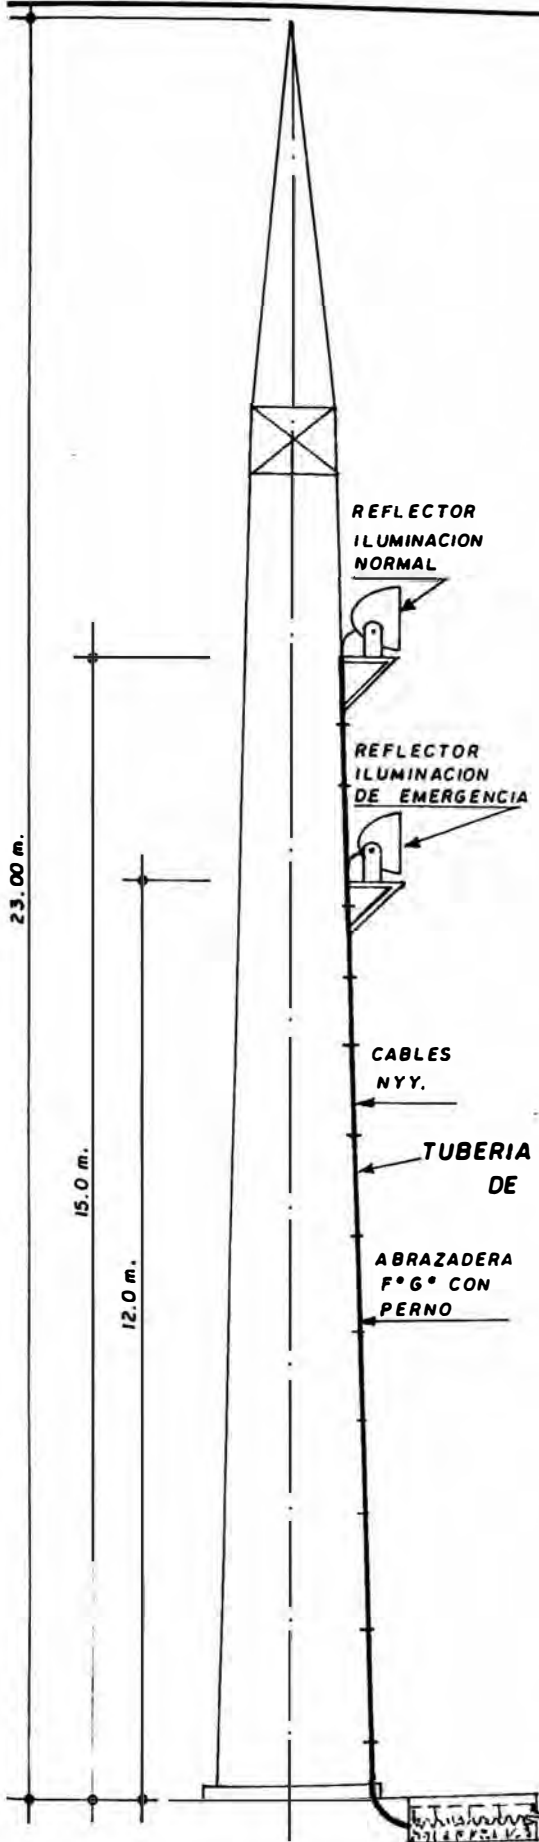 REFLECTOR
ILUMINACION
NORMAL
REFLECTOR
ILUMINACION
DE EMERGENCIA
23.00 m.
CABLES
NYY.
TUBERIA
DE
15.0 m.
12.0 m.
ABRAZADERA
F°G° CON
PERNO